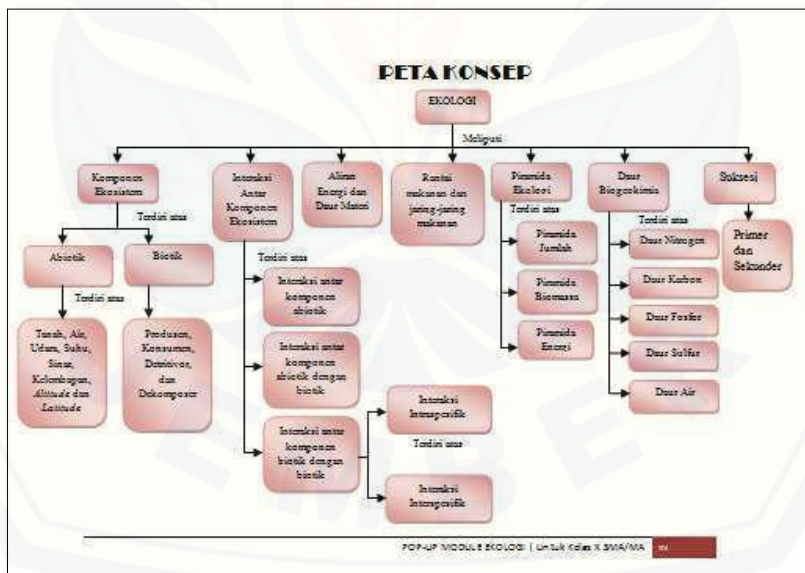 PETA KONSEP
EKOLOGI
Meliputi
Komponen
Ekosistem
Interaksi
Antar
Komponen
Ekosistem
Aliran
Energi dan
Daur Materi
Rantai
makanan dan
jaring-jaring
makanan
Piramida
Ekologi
Daur
Biogeokimia
Suksesi
Terdiri atas
Abiotik
Biotik
Terdiri atas
Tanah, Air,
Udara, Suhu,
Sinar,
Kelembapan,
Altitude dan
Latitude
Produsen,
Konsumen,
Detritivor,
dan
Dekomposer
Terdiri atas
Interaksi antar
komponen
abiotik
Interaksi antar
komponen
abiotik dengan
biotik
Interaksi antar
komponen
biotik dengan
biotik
Interaksi
Intraspesifik
Terdiri atas
Interaksi
Interspesifik
Terdiri atas
Piramida
Jumlah
Piramida
Biomassa
Piramida
Energi
Terdiri atas
Daur Nitrogen
Daur Karbon
Daur Fosfor
Daur Sulfur
Daur Air
Primer
dan
Sekunder
POP-UP MODULE EKOLOGI | Untuk Kelas X SMA/MA xv